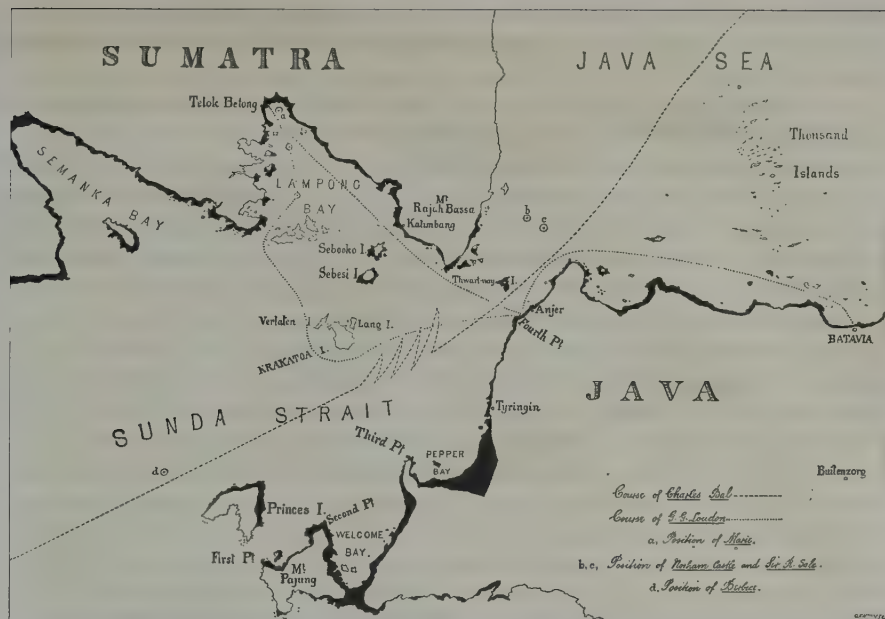 SUMATRA
JAVA SEA
Telok Betong
a
Thousand
Islands
SEMANKA BAY
LAMPONG
BAY
Mt
Rajah Bassa
Kalimbang
b
c
Sebooko I.
Sebesi I.
Thwart-way I.
Verlaten I
Lang I.
Anjer
Fourth Pt
BATAVIA
KRAKATOA I.
JAVA
SUNDA STRAIT
Tyringin
Third Pt
PEPPER
BAY
d
Buitenzorg
Princes I.
Second Pt
WELCOME
BAY.
First Pt
Mt
Pajung
Course of Charles Bal
Course of G. G. Loudon
a, Position of Marie.
b, c, Position of Norham Castle and Sir R. Sale.
d. Position of Berbice.